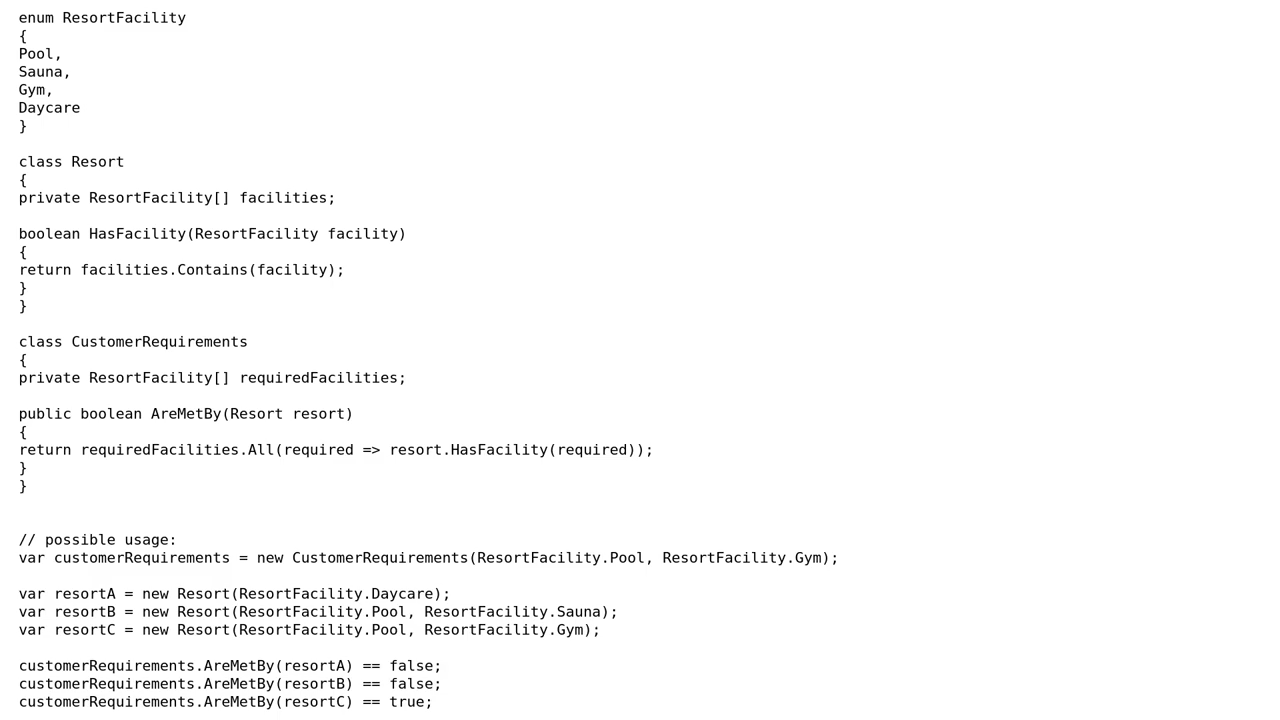 enum ResortFacility
{
Pool,
Sauna,
Gym,
Daycare
}

class Resort
{
private ResortFacility[] facilities;

boolean HasFacility(ResortFacility facility)
{
return facilities.Contains(facility);
}
}

class CustomerRequirements
{
private ResortFacility[] requiredFacilities;

public boolean AreMetBy(Resort resort)
{
return requiredFacilities.All(required => resort.HasFacility(required));
}
}

// possible usage:
var customerRequirements = new CustomerRequirements(ResortFacility.Pool, ResortFacility.Gym);

var resortA = new Resort(ResortFacility.Daycare);
var resortB = new Resort(ResortFacility.Pool, ResortFacility.Sauna);
var resortC = new Resort(ResortFacility.Pool, ResortFacility.Gym);

customerRequirements.AreMetBy(resortA) == false;
customerRequirements.AreMetBy(resortB) == false;
customerRequirements.AreMetBy(resortC) == true;